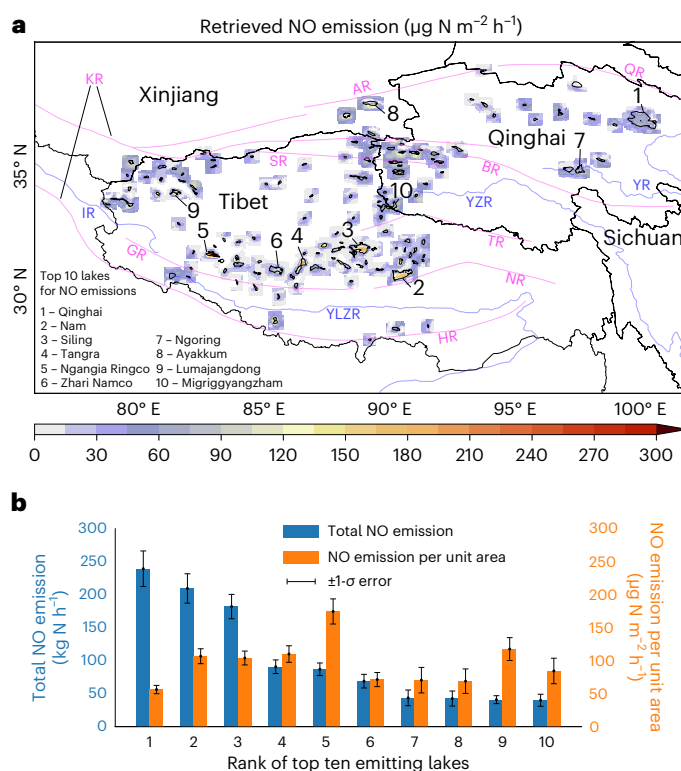 a Retrieved NO emission (µg N m⁻² h⁻¹)
KR
Xinjiang
AR
QR
8
1
Qinghai
7
35° N
SR
BR
Tibet
10
YZR
YR
IR
9
Sichuan
3
4
5
6
TR
GR
2
NR
30° N
YLZR
HR
Top 10 lakes
for NO emissions
1 – Qinghai
2 – Nam
3 – Siling 7 – Ngoring
4 – Tangra 8 – Ayakkum
5 – Ngangia Ringco 9 – Lumajangdong
6 – Zhari Namco 10 – Migriggyangzham
80° E 85° E 90° E 95° E 100° E
0 30 60 90 120 150 180 210 240 270 300
b
Total NO emission
(kg N h⁻¹)
300
250
200
150
100
50
0
Total NO emission
NO emission per unit area
±1-σ error
300
250
200
150
100
50
0
NO emission per unit area
(µg N m⁻² h⁻¹)
1 2 3 4 5 6 7 8 9 10
Rank of top ten emitting lakes